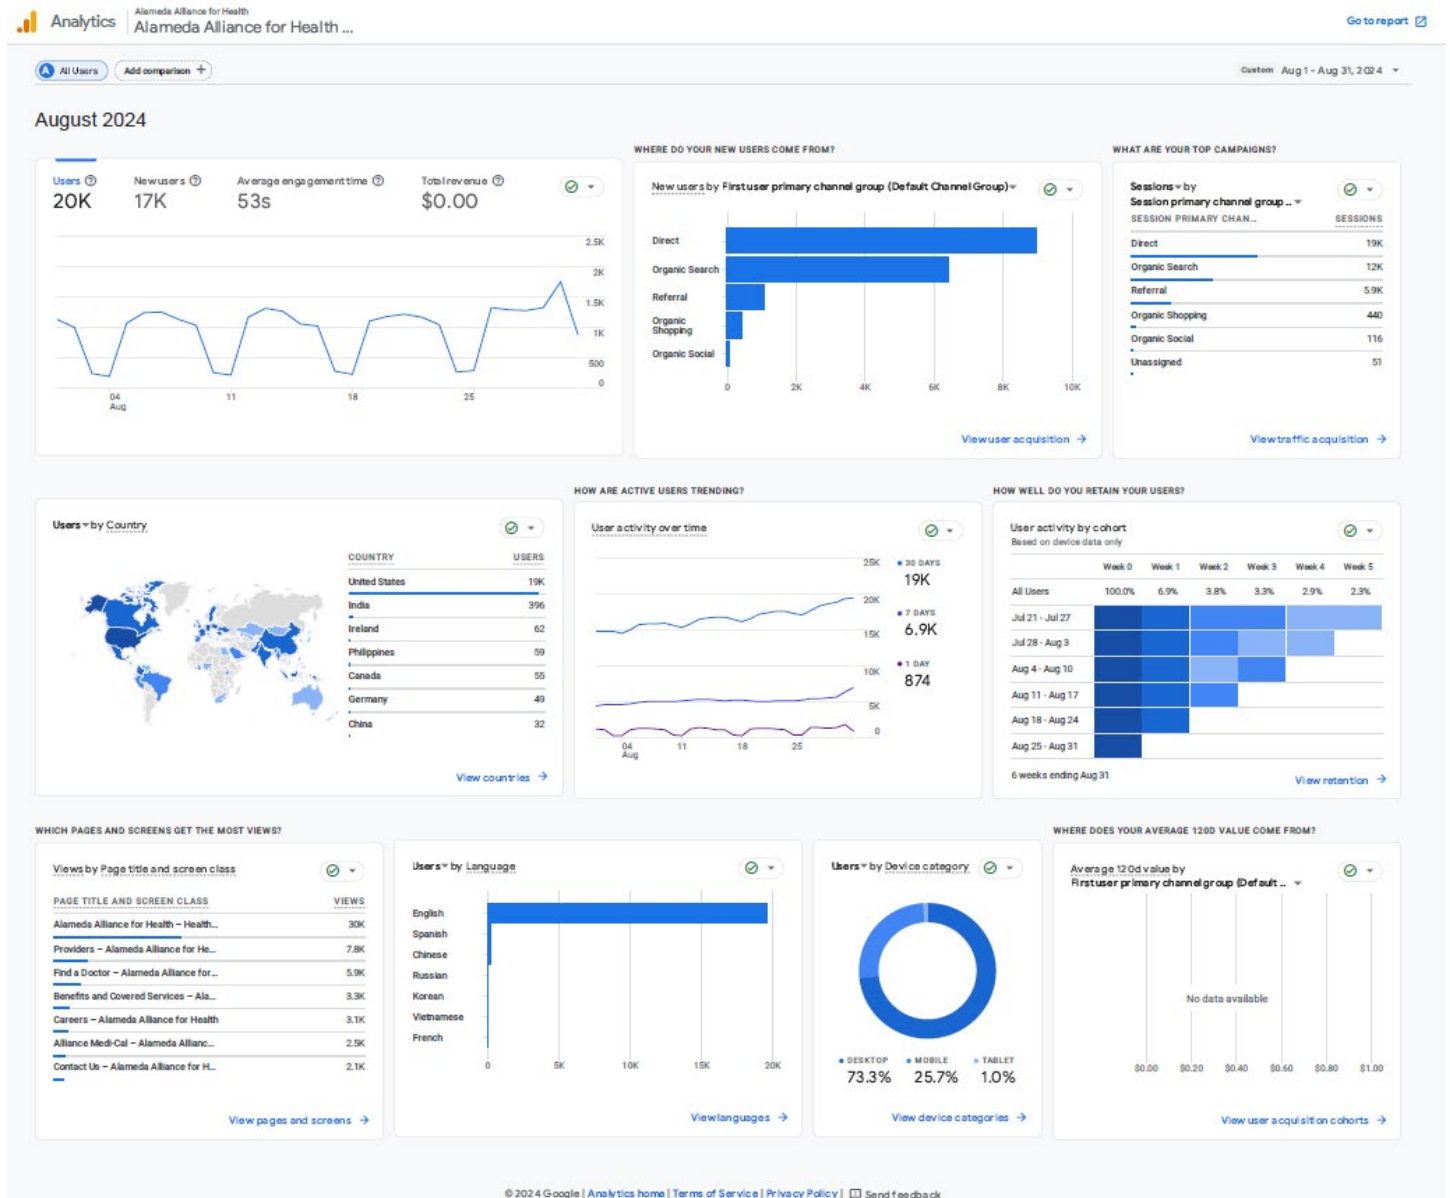 Analytics
Alameda Alliance for Health
Alameda Alliance for Health ...
Go to report
A All Users
Add comparison +
Custom Aug 1 - Aug 31, 2024
August 2024
Users
20K
New users
17K
Average engagement time
53s
Total revenue
$0.00
2.5K
2K
1.5K
1K
500
0
04
Aug
11
18
25
WHERE DO YOUR NEW USERS COME FROM?
New users by First user primary channel group (Default Channel Group)
Direct
Organic Search
Referral
Organic
Shopping
Organic Social
0 2K 4K 6K 8K 10K
View user acquisition
WHAT ARE YOUR TOP CAMPAIGNS?
Sessions by
Session primary channel group ...
SESSION PRIMARY CHAN... SESSIONS
Direct 19K
Organic Search 12K
Referral 5.9K
Organic Shopping 440
Organic Social 116
Unassigned 51
View traffic acquisition
Users by Country
COUNTRY USERS
United States 19K
India 396
Ireland 62
Philippines 59
Canada 55
Germany 49
China 32
View countries
HOW ARE ACTIVE USERS TRENDING?
User activity over time
25K
20K
15K
10K
5K
0
04
Aug
11
18
25
30 DAYS
19K
7 DAYS
6.9K
1 DAY
874
HOW WELL DO YOU RETAIN YOUR USERS?
User activity by cohort
Based on device data only
Week 0 Week 1 Week 2 Week 3 Week 4 Week 5
All Users 100.0% 6.9% 3.8% 3.3% 2.9% 2.3%
Jul 21 - Jul 27
Jul 28 - Aug 3
Aug 4 - Aug 10
Aug 11 - Aug 17
Aug 18 - Aug 24
Aug 25 - Aug 31
6 weeks ending Aug 31
View retention
WHICH PAGES AND SCREENS GET THE MOST VIEWS?
Views by Page title and screen class
PAGE TITLE AND SCREEN CLASS VIEWS
Alameda Alliance for Health – Health... 30K
Providers – Alameda Alliance for He... 7.8K
Find a Doctor – Alameda Alliance for... 5.9K
Benefits and Covered Services – Ala... 3.3K
Careers – Alameda Alliance for Health 3.1K
Alliance Medi-Cal – Alameda Allianc... 2.5K
Contact Us – Alameda Alliance for H... 2.1K
View pages and screens
Users by Language
English
Spanish
Chinese
Russian
Korean
Vietnamese
French
0 5K 10K 15K 20K
View languages
Users by Device category
DESKTOP
73.3%
MOBILE
25.7%
TABLET
1.0%
View device categories
WHERE DOES YOUR AVERAGE 120D VALUE COME FROM?
Average 120d value by
First user primary channel group (Default ...
No data available
$0.00 $0.20 $0.40 $0.60 $0.80 $1.00
View user acquisition cohorts
© 2024 Google | Analytics home | Terms of Service | Privacy Policy | Send feedback